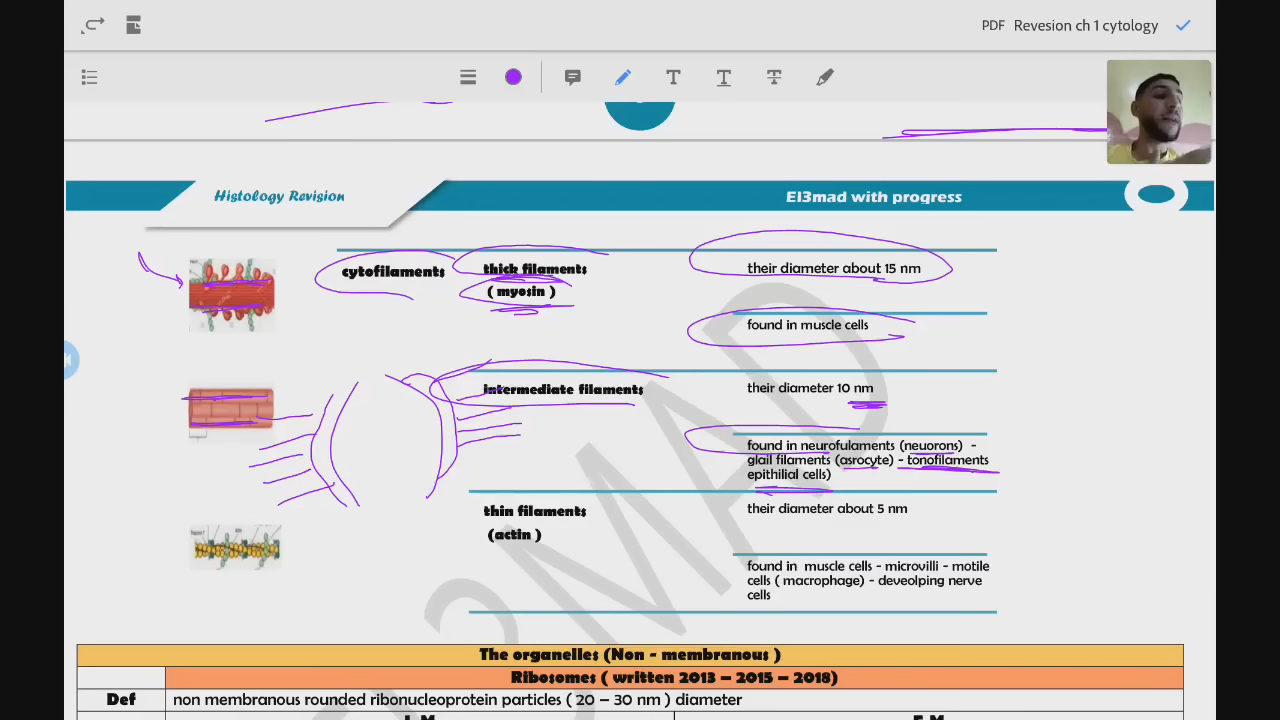 PDF Revesion ch 1 cytology
Histology Revision
El3mad with progress
cytofilaments
thick filaments
( myosin )
their diameter about 15 nm
found in muscle cells
intermediate filaments
their diameter 10 nm
found in neurofulaments (neuorons) -
glail filaments (asrocyte) - tonofilaments
epithilial cells)
thin filaments
(actin )
their diameter about 5 nm
found in muscle cells - microvilli - motile
cells ( macrophage) - deveolping nerve
cells
The organelles (Non - membranous )
Ribosomes ( written 2013 – 2015 – 2018)
Def
non membranous rounded ribonucleoprotein particles ( 20 – 30 nm ) diameter